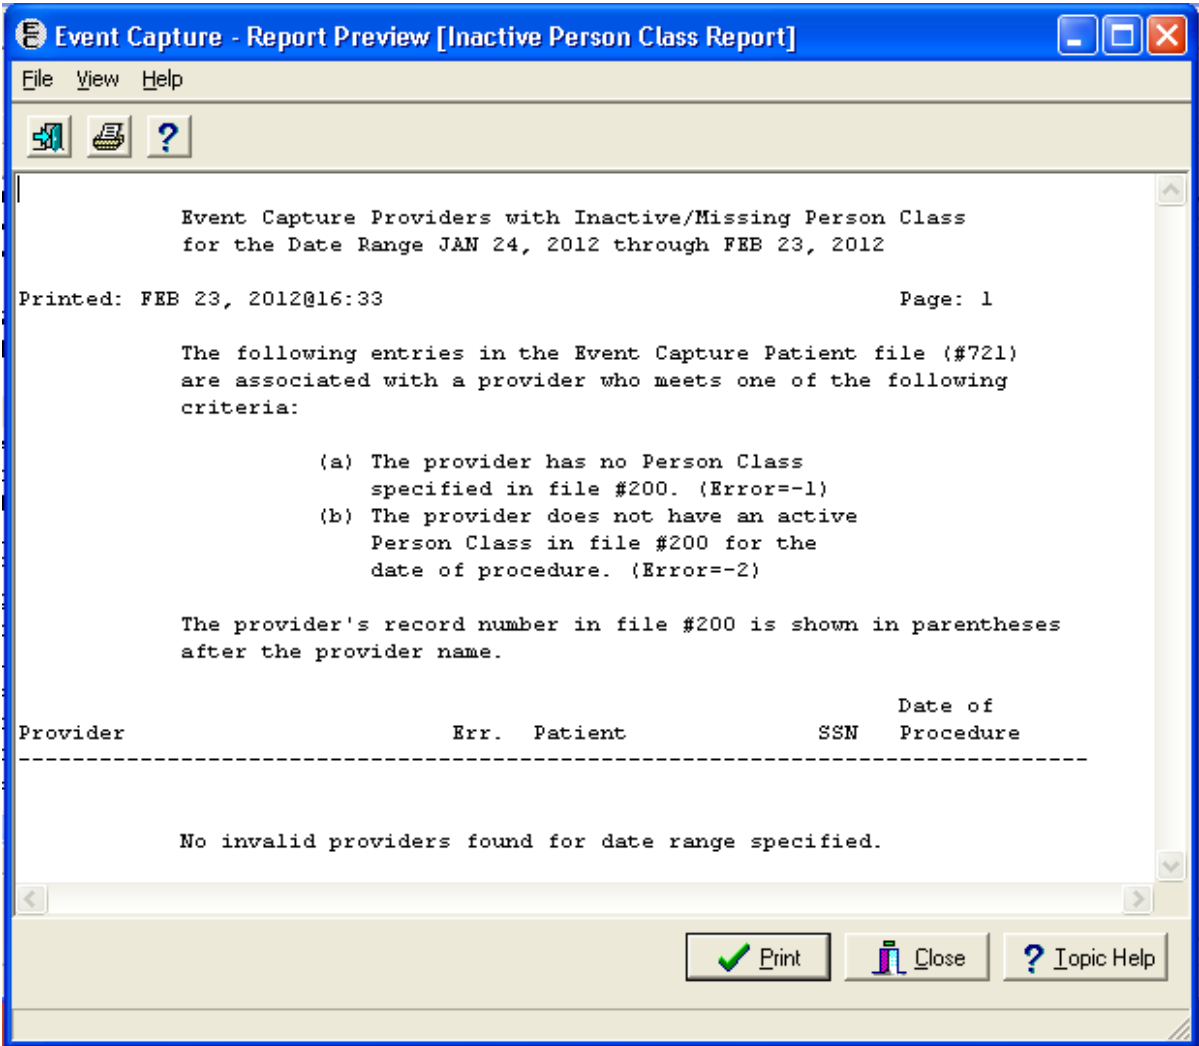 Event Capture - Report Preview [Inactive Person Class Report]
File View Help
?
Event Capture Providers with Inactive/Missing Person Class
for the Date Range JAN 24, 2012 through FEB 23, 2012
Printed: FEB 23, 2012@16:33 Page: 1
The following entries in the Event Capture Patient file (#721)
are associated with a provider who meets one of the following
criteria:
(a) The provider has no Person Class
specified in file #200. (Error=-1)
(b) The provider does not have an active
Person Class in file #200 for the
date of procedure. (Error=-2)
The provider's record number in file #200 is shown in parentheses
after the provider name.
Date of
Provider Err. Patient SSN Procedure
--------------------------------------------------------------------------------
No invalid providers found for date range specified.
Print Close ? Topic Help